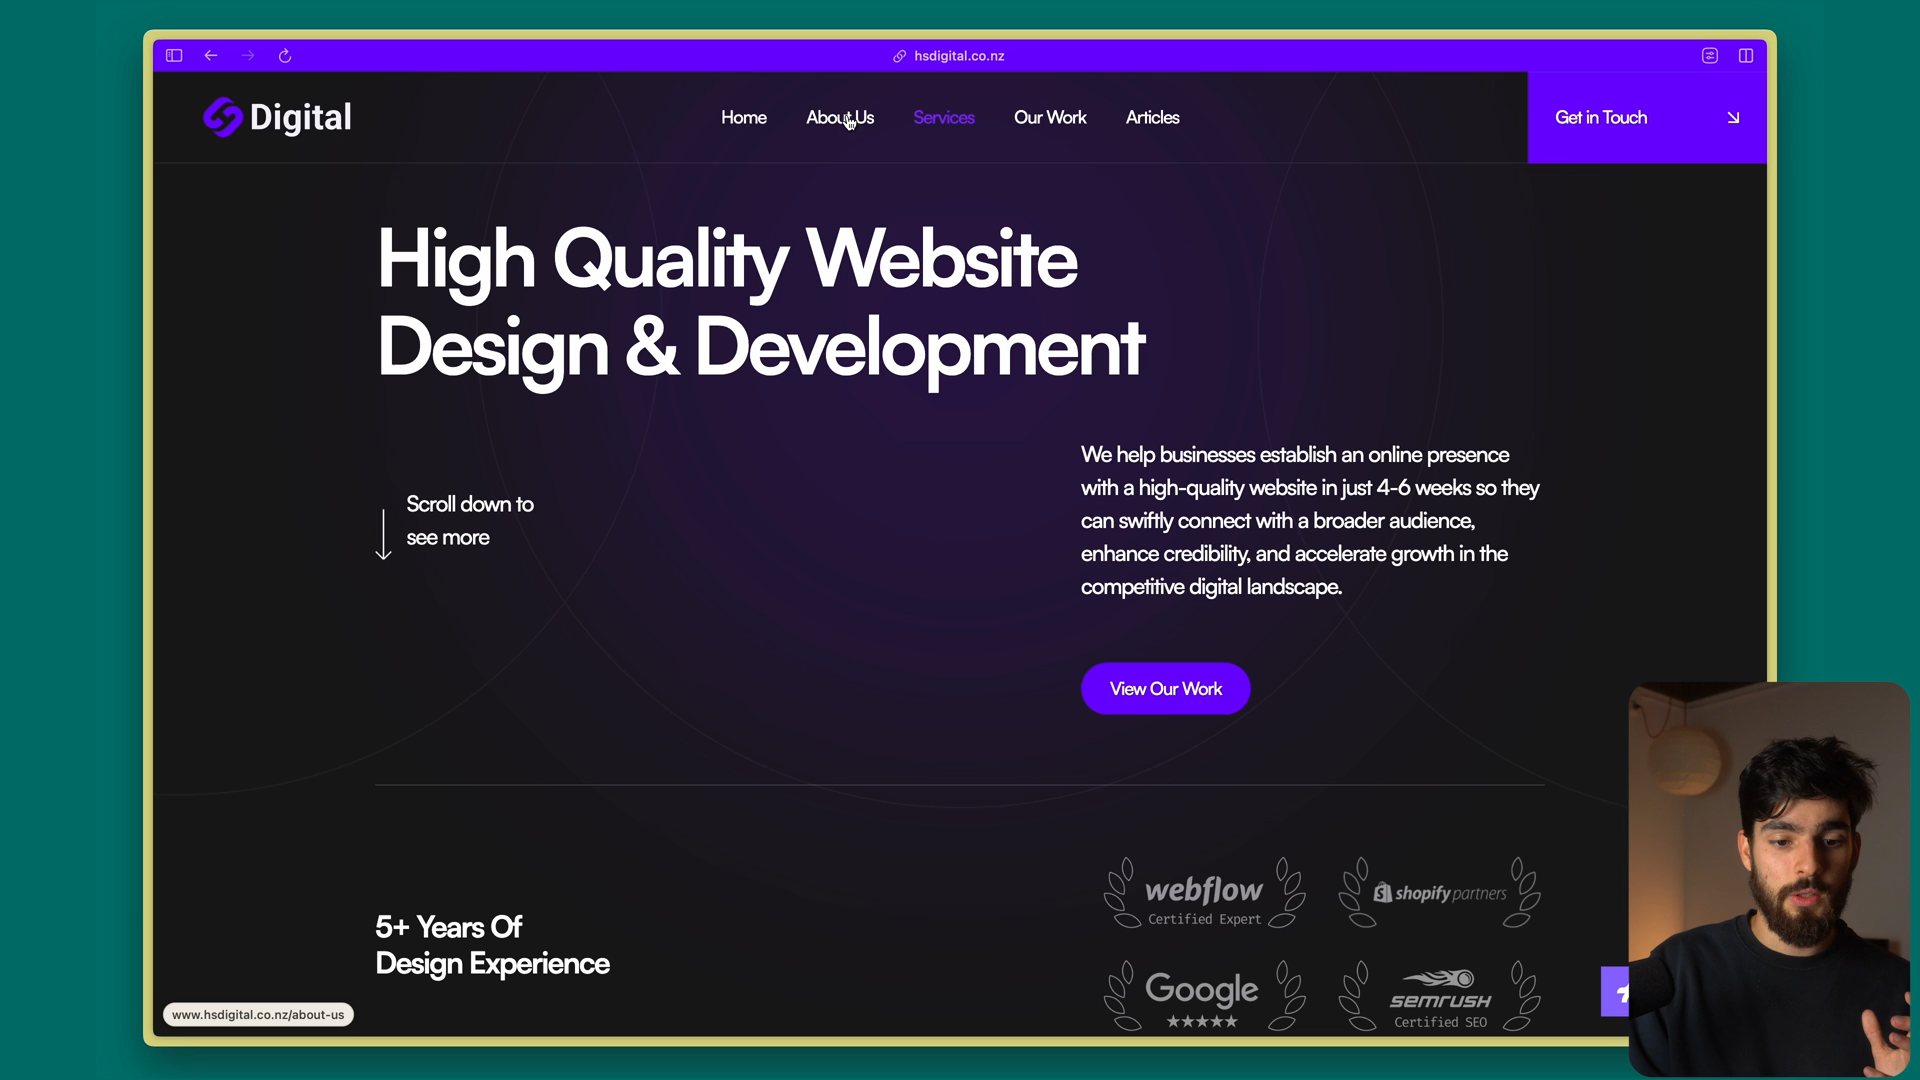 hsdigital.co.nz
Digital
Home
About Us
Services
Our Work
Articles
Get in Touch
High Quality Website
Design & Development
Scroll down to
see more
We help businesses establish an online presence
with a high-quality website in just 4-6 weeks so they
can swiftly connect with a broader audience,
enhance credibility, and accelerate growth in the
competitive digital landscape.
View Our Work
5+ Years Of
Design Experience
webflow
Certified Expert
shopify partners
Google
SEMRUSH
Certified SEO
www.hsdigital.co.nz/about-us